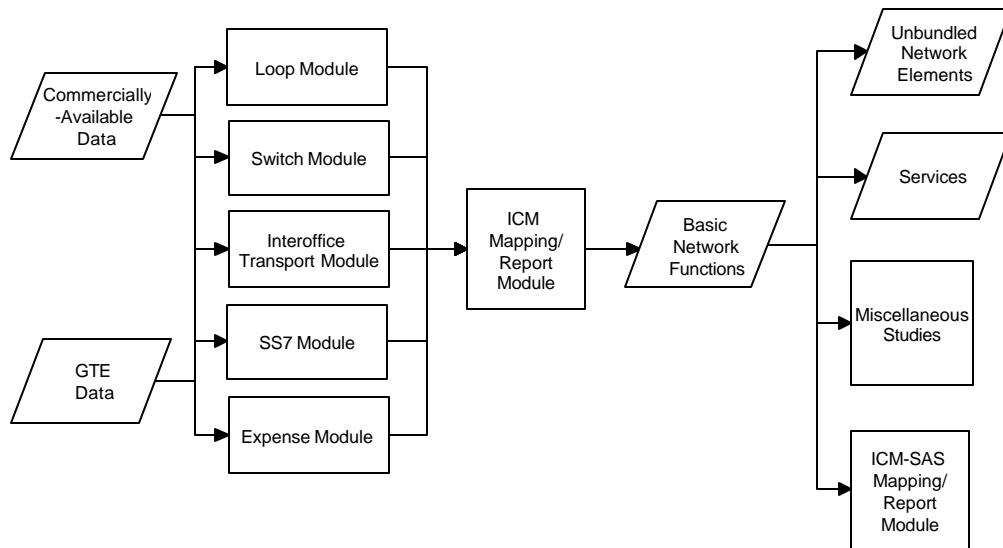 Commercially
-Available
Data
GTE
Data
Loop Module
Switch Module
Interoffice
Transport Module
SS7 Module
Expense Module
ICM
Mapping/
Report
Module
Basic
Network
Functions
Unbundled
Network
Elements
Services
Miscellaneous
Studies
ICM-SAS
Mapping/
Report
Module